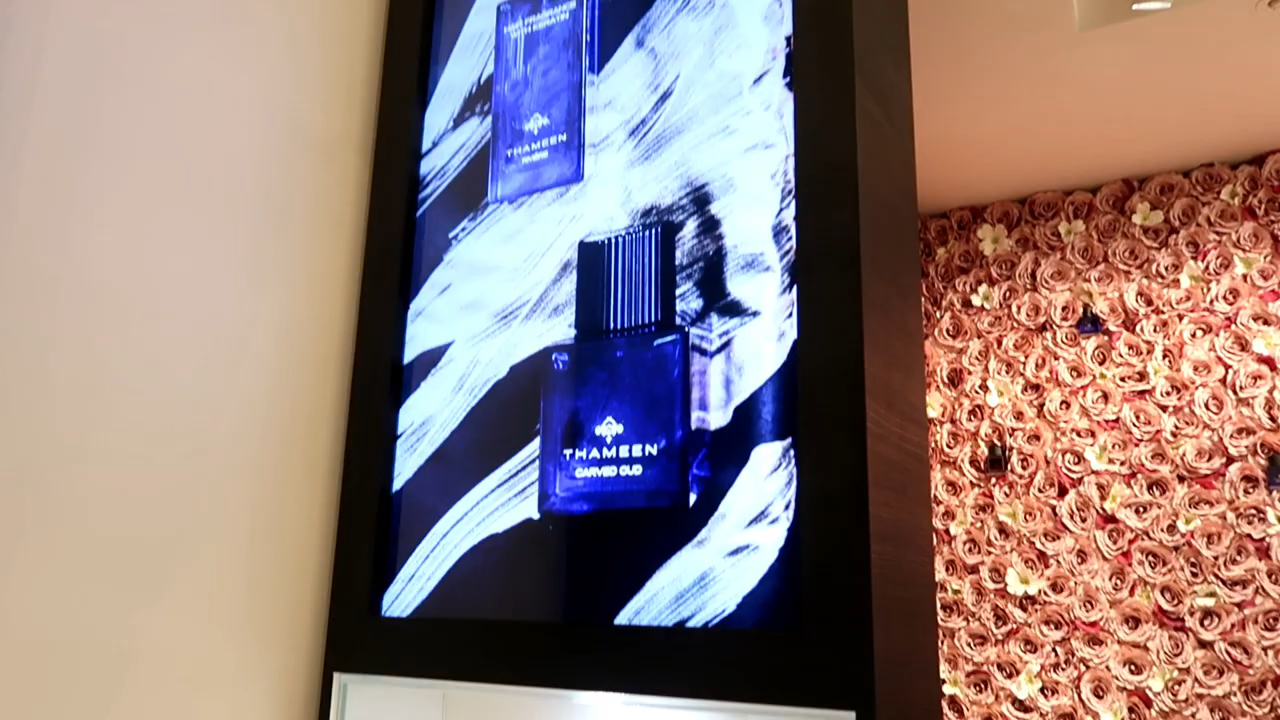 HAIR FRAGRANCE
WITH KERATIN
THAMEEN
THAMEEN
CARVED OUD